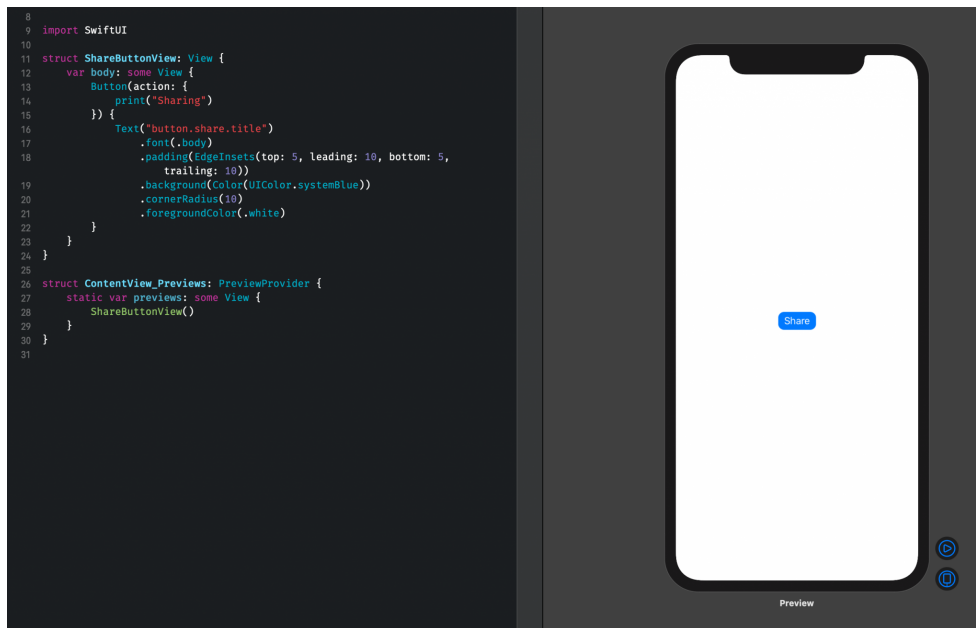 8
9 import SwiftUI
10
11 struct ShareButtonView: View {
12     var body: some View {
13         Button(action: {
14             print("Sharing")
15         }) {
16             Text("button.share.title")
17                 .font(.body)
18                 .padding(EdgeInsets(top: 5, leading: 10, bottom: 5,
                    trailing: 10))
19                 .background(Color(UIColor.systemBlue))
20                 .cornerRadius(10)
21                 .foregroundColor(.white)
22         }
23     }
24 }
25
26 struct ContentView_Previews: PreviewProvider {
27     static var previews: some View {
28         ShareButtonView()
29     }
30 }
31
Share
Preview